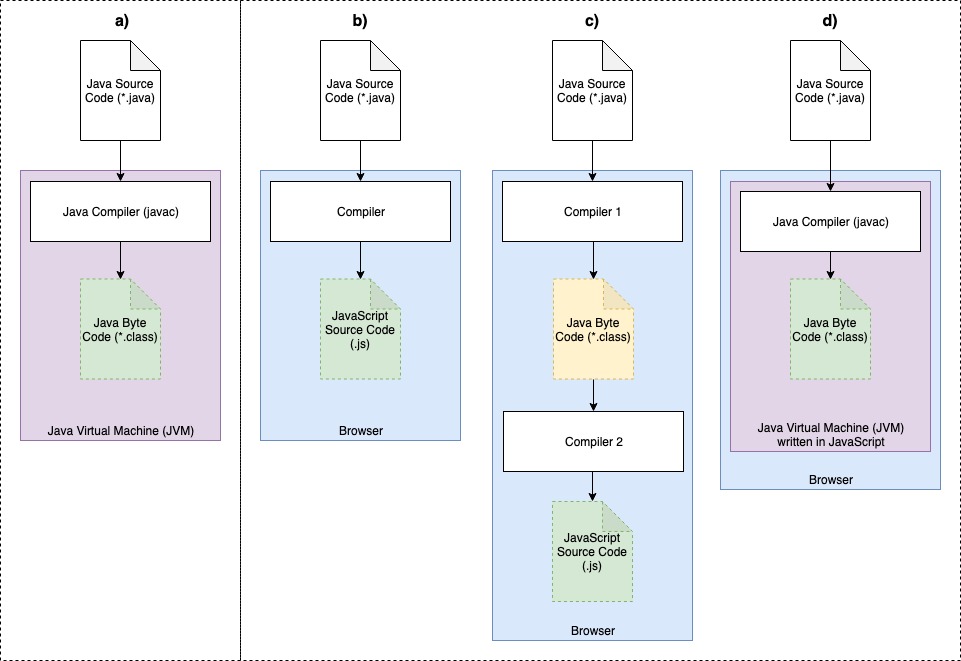 a)
Java Source
Code (*.java)
Java Compiler (javac)
Java Byte
Code (*.class)
Java Virtual Machine (JVM)
b)
Java Source
Code (*.java)
Compiler
JavaScript
Source Code
(.js)
Browser
c)
Java Source
Code (*.java)
Compiler 1
Java Byte
Code (*.class)
Compiler 2
JavaScript
Source Code
(.js)
Browser
d)
Java Source
Code (*.java)
Java Compiler (javac)
Java Byte
Code (*.class)
Java Virtual Machine (JVM)
written in JavaScript
Browser